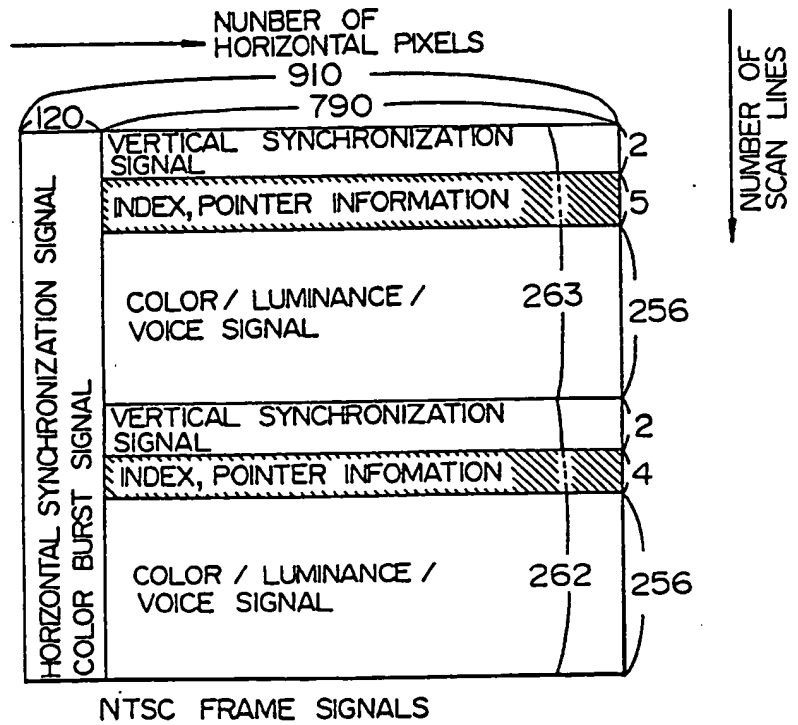 NUNBER OF
HORIZONTAL PIXELS
910
120
790
NUMBER OF
SCAN LINES
VERTICAL SYNCHRONIZATION
SIGNAL
2
INDEX, POINTER INFORMATION
5
COLOR / LUMINANCE /
VOICE SIGNAL
263
256
VERTICAL SYNCHRONIZATION
SIGNAL
2
INDEX, POINTER INFOMATION
4
COLOR / LUMINANCE /
VOICE SIGNAL
262
256
HORIZONTAL SYNCHRONIZATION SIGNAL
COLOR BURST SIGNAL
NTSC FRAME SIGNALS